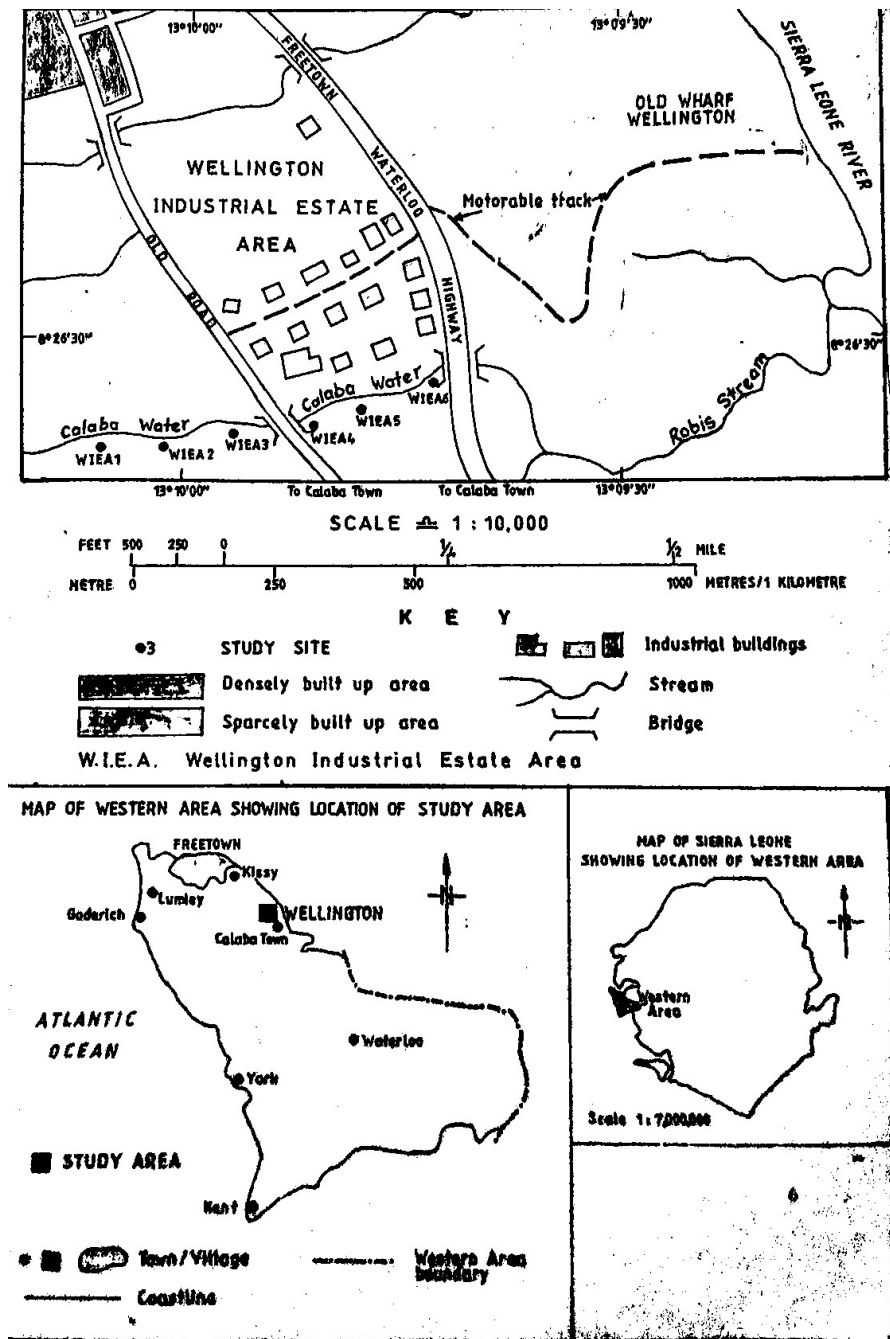 13°10'00" 13°09'30"
FREETOWN WATERLOO HIGHWAY
SIERRA LEONE RIVER
OLD WHARF
WELLINGTON
WELLINGTON
INDUSTRIAL ESTATE
AREA
Motorable track
OLD ROAD
8°26'30" 8°26'30"
Calaba Water
Calaba Water
WIEA1
WIEA2
WIEA3
WIEA4
WIEA5
WIEA6
Robis Stream
13°10'00" To Calaba Town To Calaba Town 13°09'30"
SCALE ≏ 1 : 10,000
FEET 500 250 0 1/4 1/2 MILE
METRE 0 250 500 1000 METRES/1 KILOMETRE
K E Y
3 STUDY SITE
Industrial buildings
Densely built up area
Stream
Sparcely built up area
Bridge
W.I.E.A. Wellington Industrial Estate Area
MAP OF WESTERN AREA SHOWING LOCATION OF STUDY AREA
FREETOWN
Kissy
Lumley
Goderich
WELLINGTON
Calaba Town
N
ATLANTIC
OCEAN
Waterloo
York
STUDY AREA
Kent
Town/Village
Western Area
boundary
Coastline
MAP OF SIERRA LEONE
SHOWING LOCATION OF WESTERN AREA
N
Western
Area
Scale 1:7,000,000
6